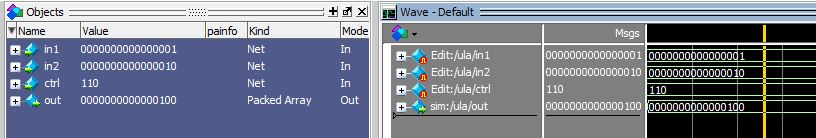 Objects
Name Value painfo Kind Mode
in1 0000000000000001 Net In
in2 0000000000000010 Net In
ctrl 110 Net In
out 0000000000000100 Packed Array Out
Wave - Default
Msgs
Edit:/ula/in1 0000000000000001 0000000000000001
Edit:/ula/in2 0000000000000010 0000000000000010
Edit:/ula/ctrl 110 110
sim:/ula/out 0000000000000100 0000000000000100